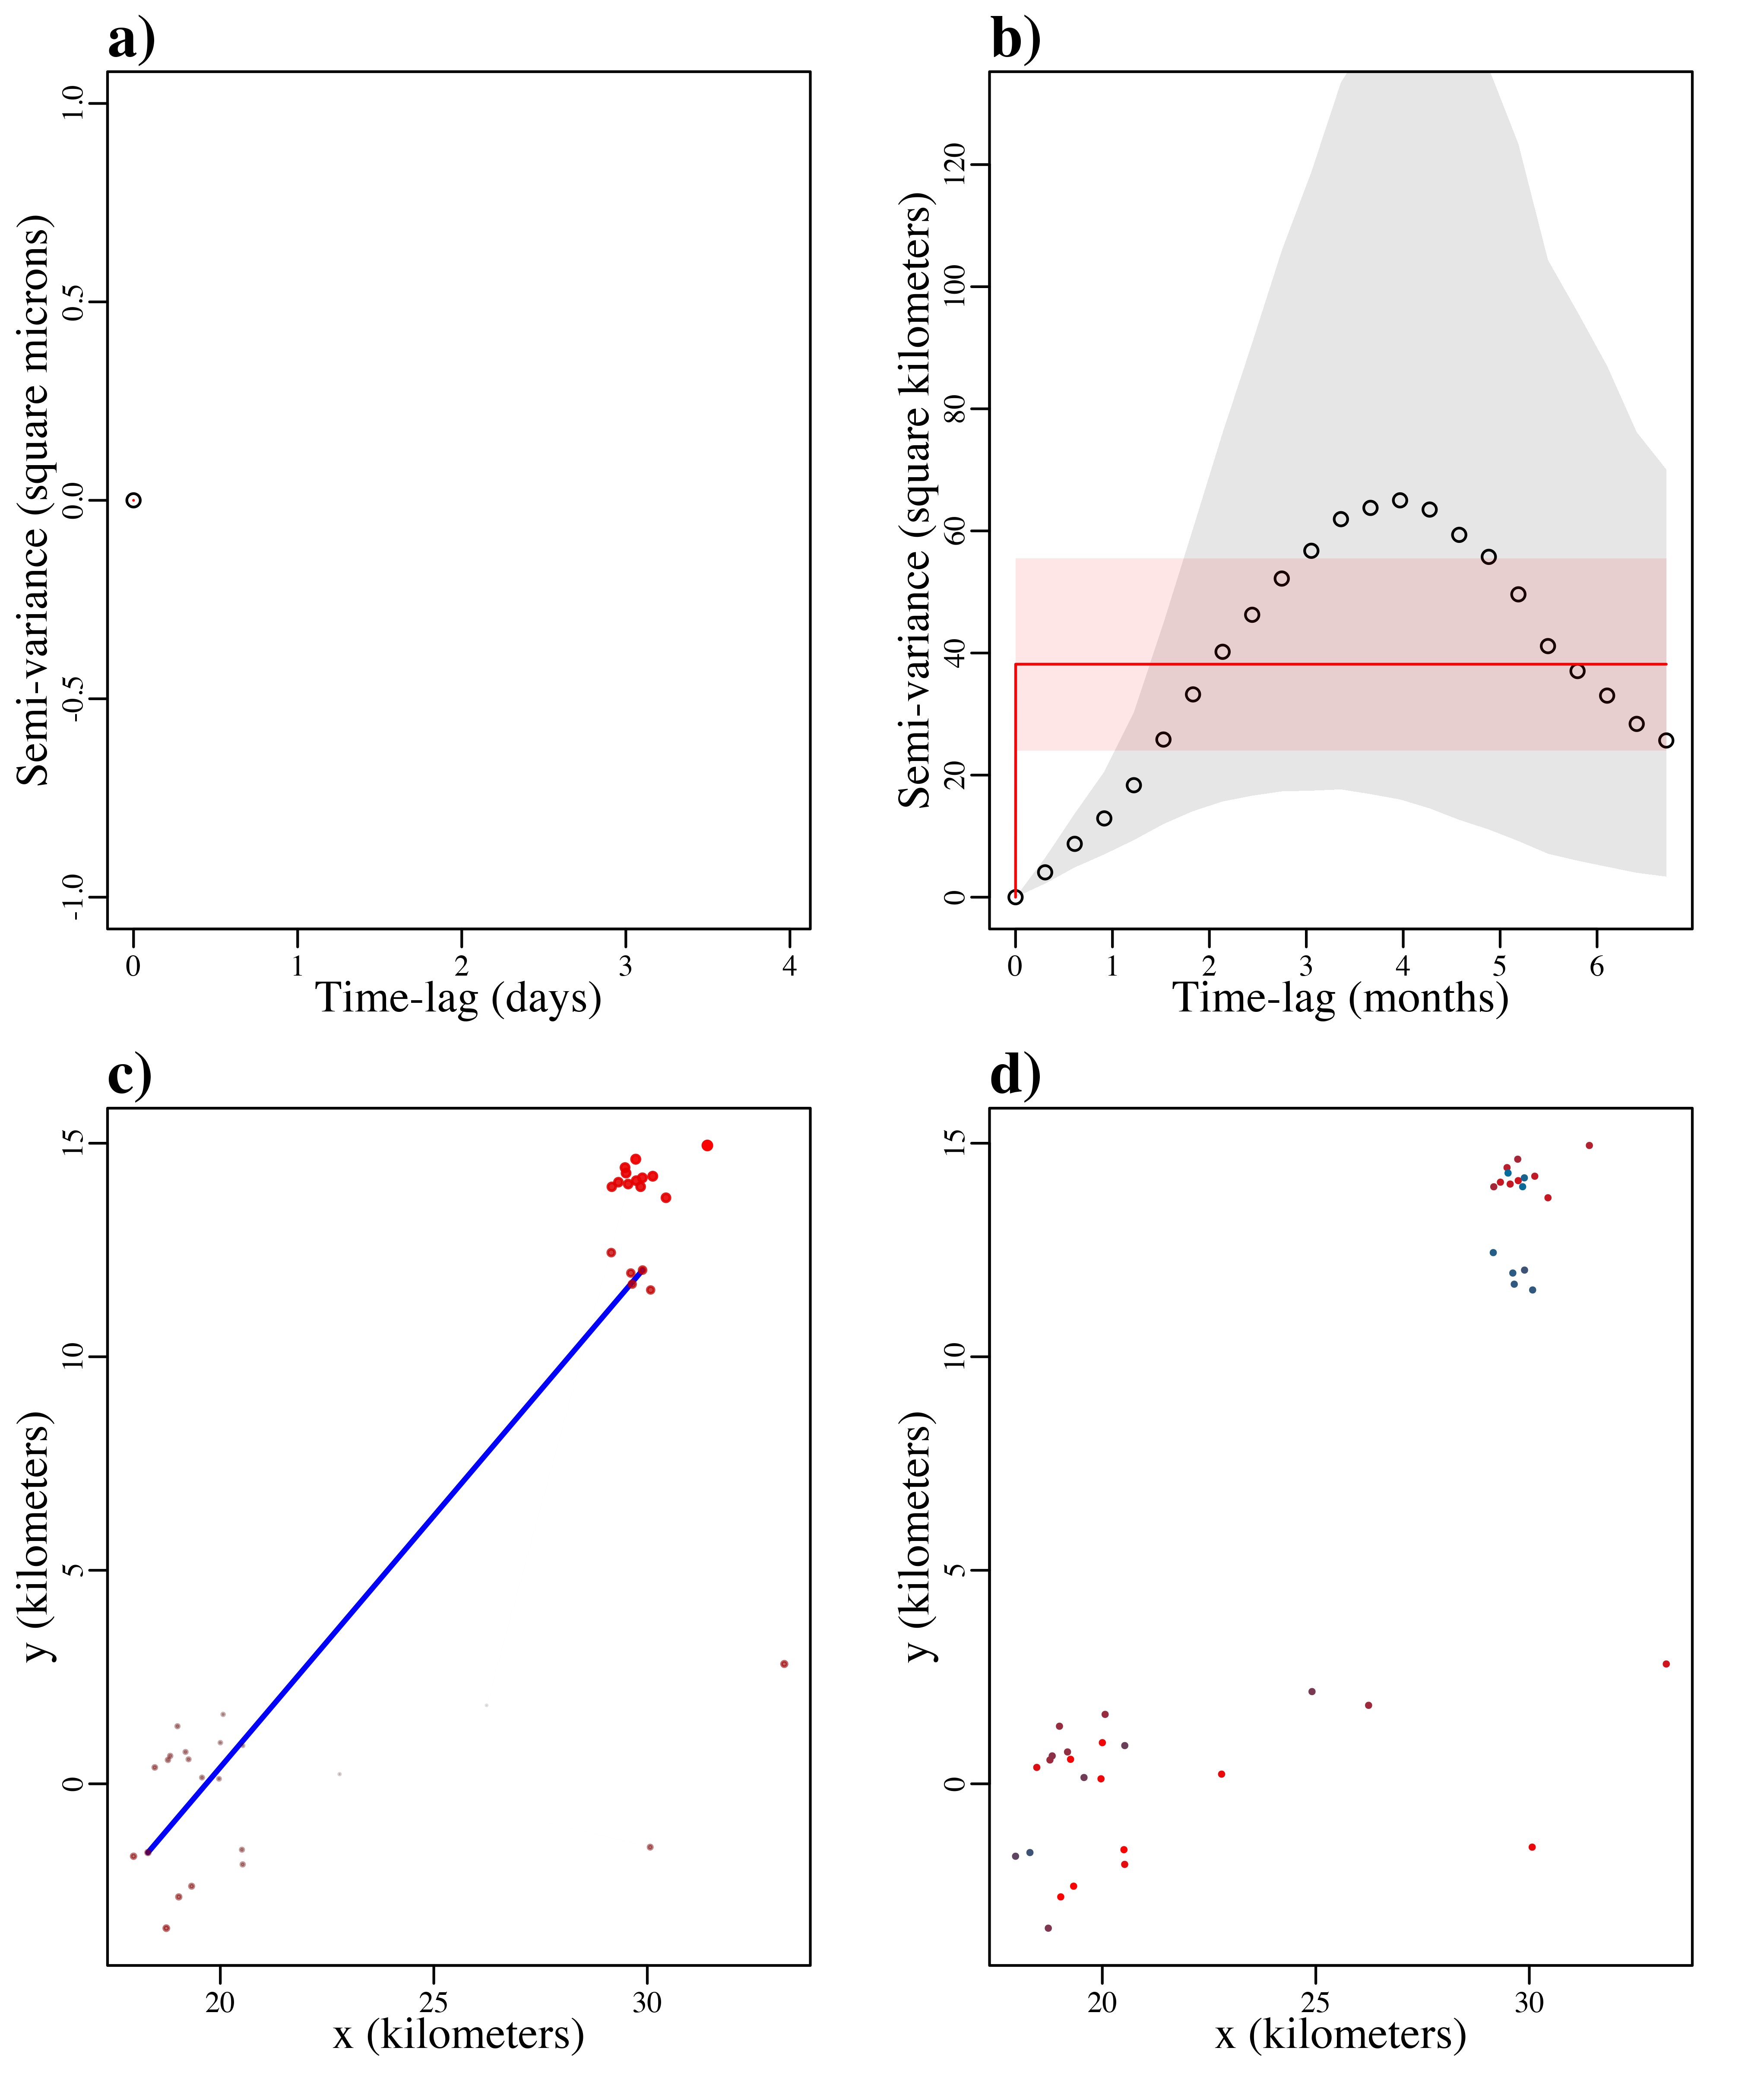 a)
Semi-variance (square microns)
1.0
0.5
0.0
-0.5
-1.0
0 1 2 3 4
Time-lag (days)
b)
Semi-variance (square kilometers)
120
100
80
60
40
20
0
0 1 2 3 4 5 6
Time-lag (months)
c)
y (kilometers)
15
10
5
0
20 25 30
x (kilometers)
d)
y (kilometers)
15
10
5
0
20 25 30
x (kilometers)